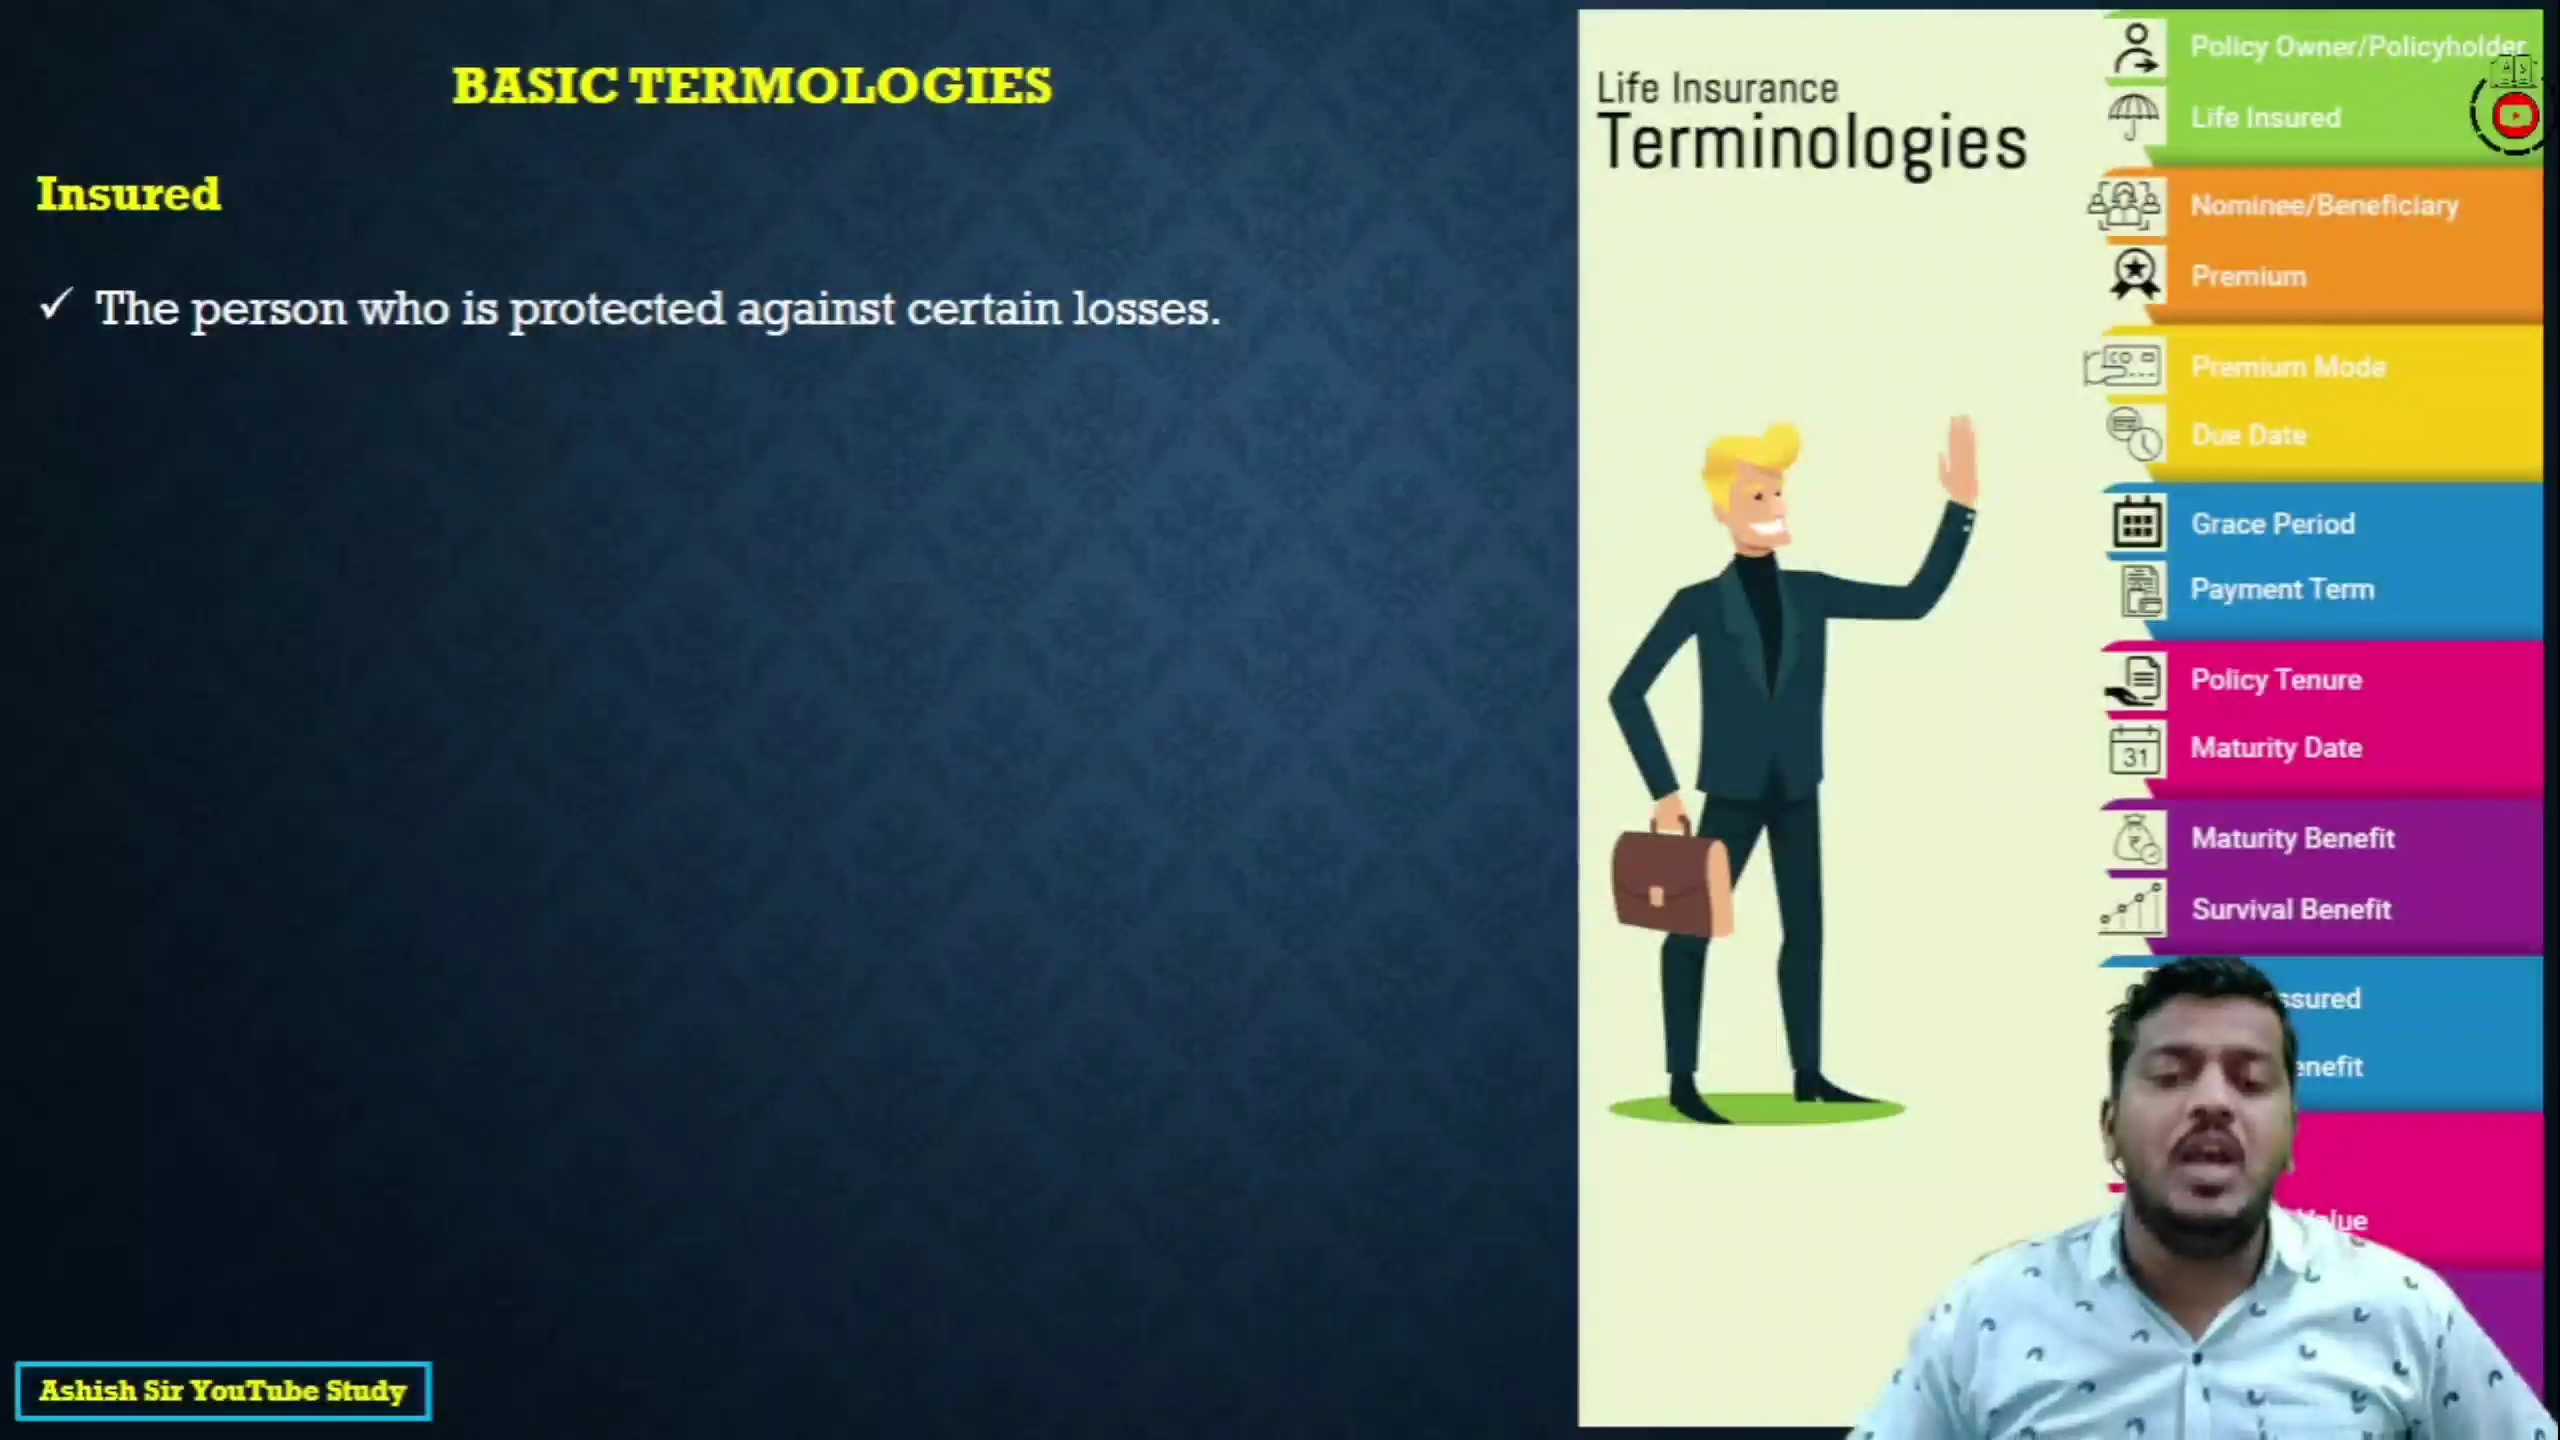 BASIC TERMOLOGIES
Insured
✓ The person who is protected against certain losses.
Ashish Sir YouTube Study
Life Insurance
Terminologies
Policy Owner/Policyholder
Life Insured
Nominee/Beneficiary
Premium
Premium Mode
Due Date
Grace Period
Payment Term
Policy Tenure
31
Maturity Date
Maturity Benefit
Survival Benefit